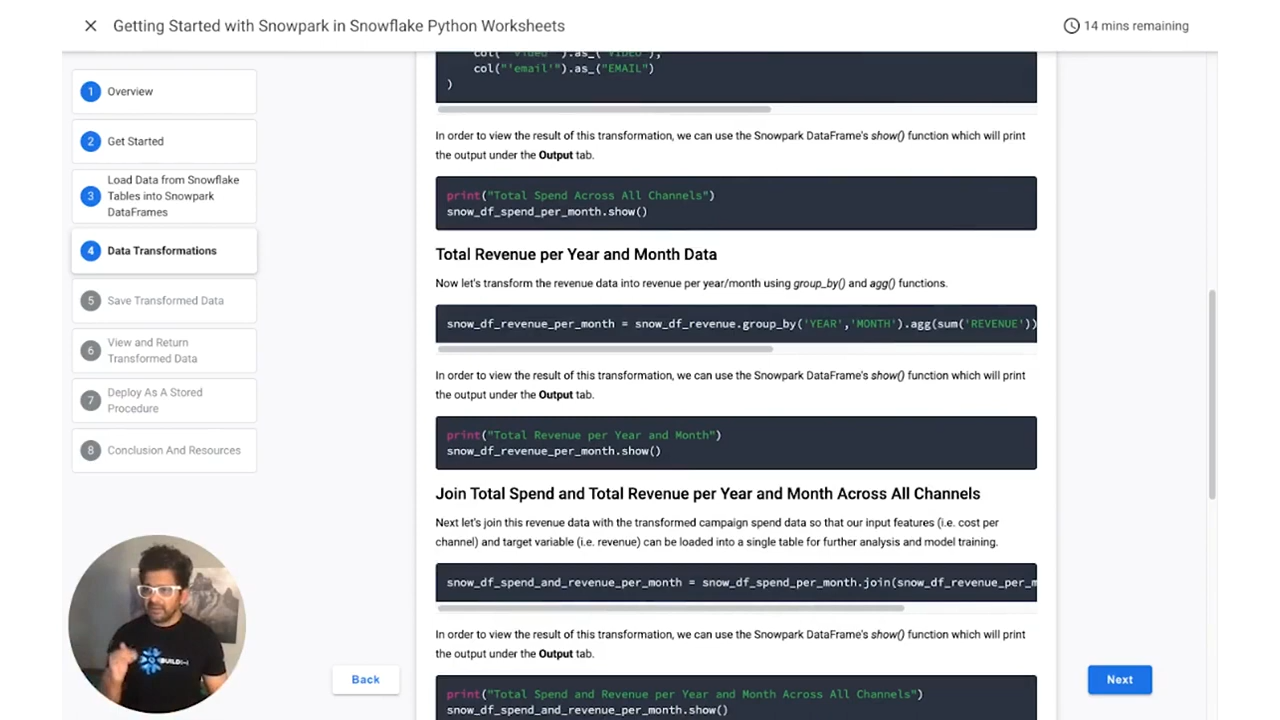 Getting Started with Snowpark in Snowflake Python Worksheets
14 mins remaining
1 Overview
2 Get Started
3 Load Data from Snowflake
Tables into Snowpark
DataFrames
4 Data Transformations
5 Save Transformed Data
6 View and Return
Transformed Data
7 Deploy As A Stored
Procedure
8 Conclusion And Resources
col("'video'").as_("VIDEO"),
col("'email'").as_("EMAIL")
)
In order to view the result of this transformation, we can use the Snowpark DataFrame's show() function which will print
the output under the Output tab.
print("Total Spend Across All Channels")
snow_df_spend_per_month.show()
Total Revenue per Year and Month Data
Now let's transform the revenue data into revenue per year/month using group_by() and agg() functions.
snow_df_revenue_per_month = snow_df_revenue.group_by('YEAR','MONTH').agg(sum('REVENUE'))
In order to view the result of this transformation, we can use the Snowpark DataFrame's show() function which will print
the output under the Output tab.
print("Total Revenue per Year and Month")
snow_df_revenue_per_month.show()
Join Total Spend and Total Revenue per Year and Month Across All Channels
Next let's join this revenue data with the transformed campaign spend data so that our input features (i.e. cost per
channel) and target variable (i.e. revenue) can be loaded into a single table for further analysis and model training.
snow_df_spend_and_revenue_per_month = snow_df_spend_per_month.join(snow_df_revenue_per_m
In order to view the result of this transformation, we can use the Snowpark DataFrame's show() function which will print
the output under the Output tab.
print("Total Spend and Revenue per Year and Month Across All Channels")
snow_df_spend_and_revenue_per_month.show()
BUILD
Back
Next